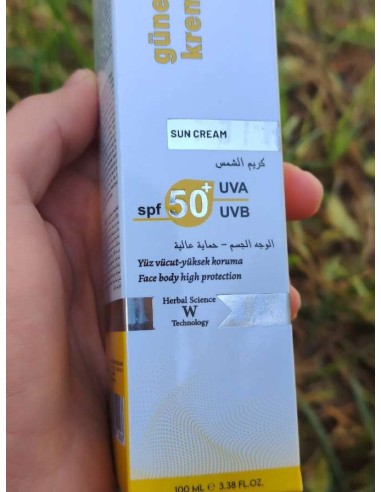 güne
krem
SUN CREAM
كريم الشمس
spf 50+ UVA
UVB
الوجه الجسم - حماية عالية
Yüz vücut-yüksek koruma
Face body high protection
Herbal Science
W
Technology
100 ML ℮ 3.38 FL.OZ.